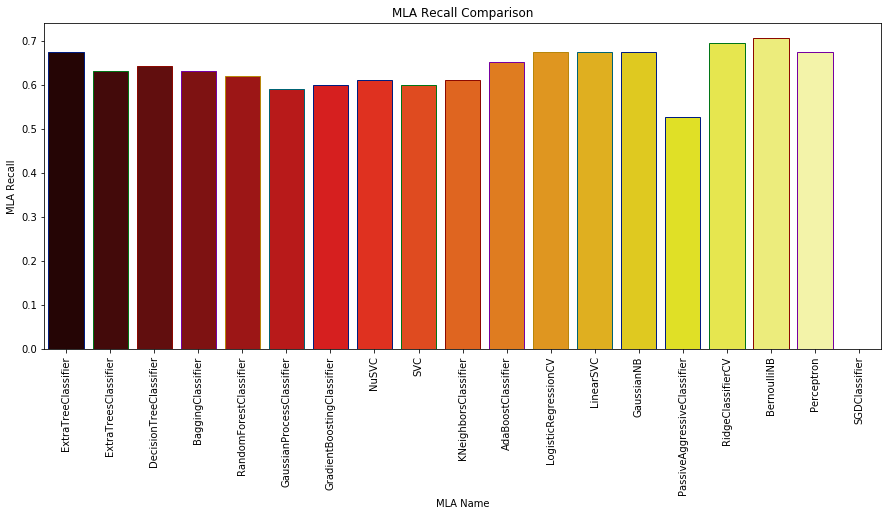 MLA Recall Comparison
0.7
0.6
0.5
0.4
0.3
0.2
0.1
0.0
MLA Recall
ExtraTreeClassifier
ExtraTreesClassifier
DecisionTreeClassifier
BaggingClassifier
RandomForestClassifier
GaussianProcessClassifier
GradientBoostingClassifier
NuSVC
SVC
KNeighborsClassifier
AdaBoostClassifier
LogisticRegressionCV
LinearSVC
GaussianNB
PassiveAggressiveClassifier
RidgeClassifierCV
BernoulliNB
Perceptron
SGDClassifier
MLA Name